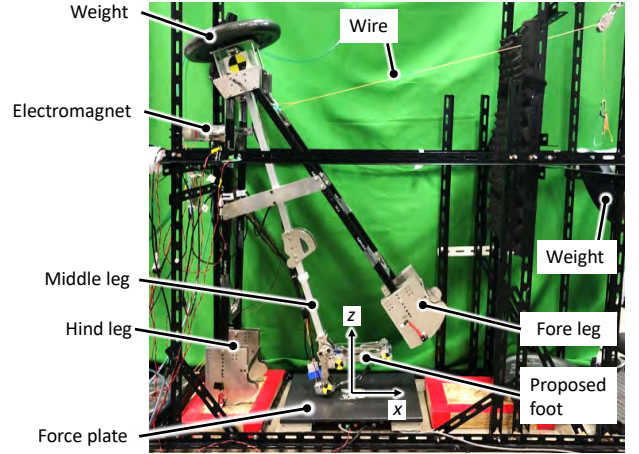 Weight
Wire
Electromagnet
Weight
Middle leg
z
Hind leg
Fore leg
x
Proposed
foot
Force plate